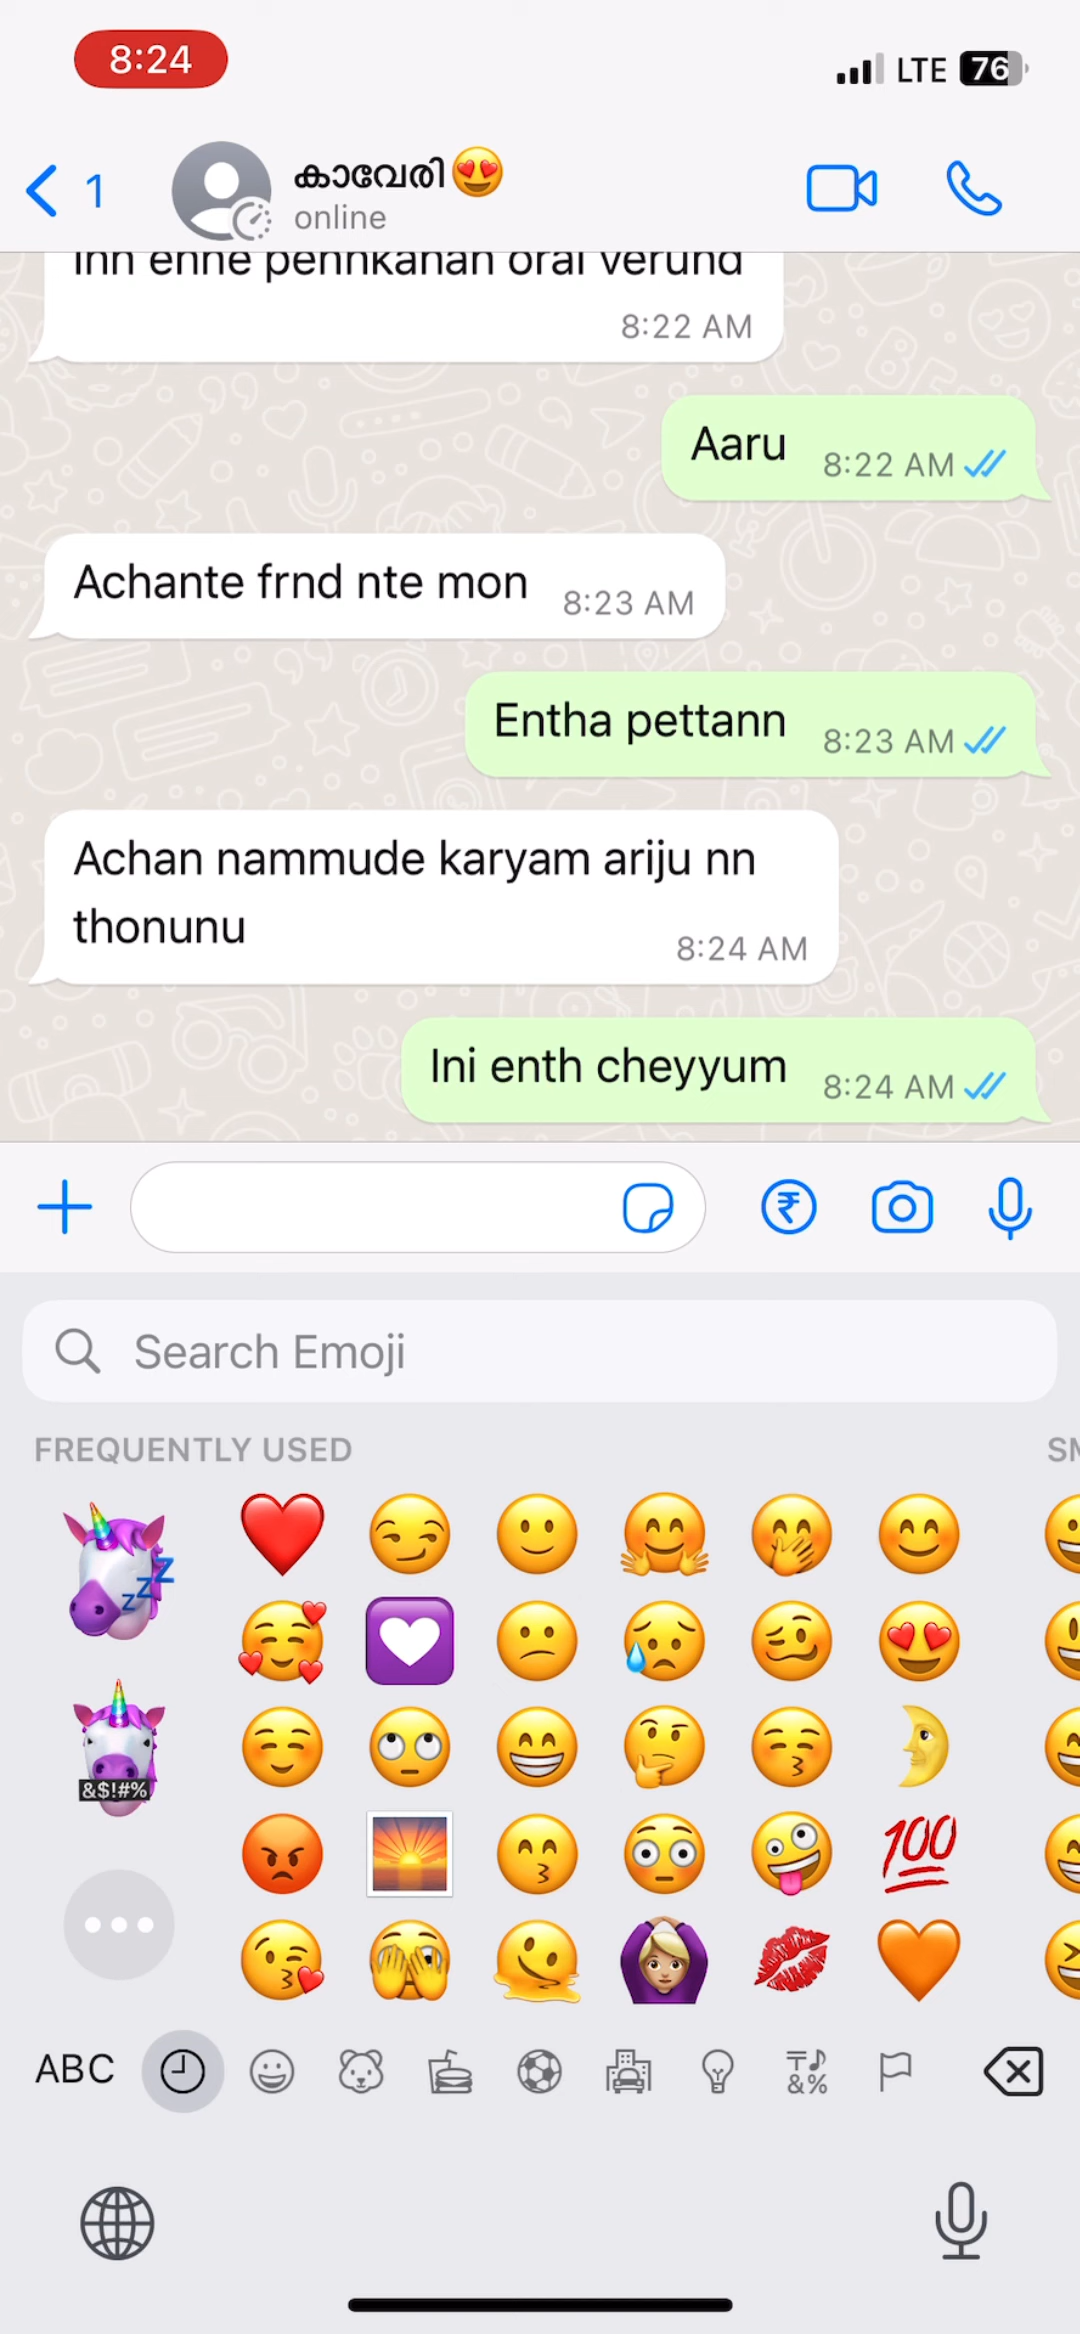 8:24
LTE 76
1
കാവേരി😍
online
Inn enne pennkanan oral verund
8:22 AM
Aaru 8:22 AM
Achante frnd nte mon 8:23 AM
Entha pettann 8:23 AM
Achan nammude karyam ariju nn
thonunu
8:24 AM
Ini enth cheyyum 8:24 AM
Search Emoji
FREQUENTLY USED
SM
zzz
&$!#%
100
ABC
&%